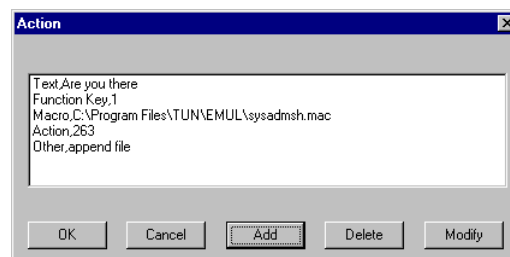 Action
Text,Are you there
Function Key,1
Macro,C:\Program Files\TUN\EMUL\sysadmsh.mac
Action,263
Other,append file
OK Cancel Add Delete Modify